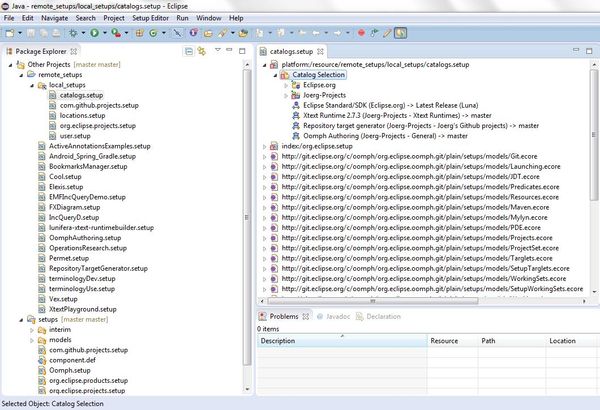 Java - remote_setups/local_setups/catalogs.setup - Eclipse
File Edit Navigate Search Project Setup Editor Run Window Help
Package Explorer
Other Projects [master master]
remote_setups
local_setups
catalogs.setup
com.github.projects.setup
locations.setup
org.eclipse.projects.setup
user.setup
ActiveAnnotationsExamples.setup
Android_Spring_Gradle.setup
BookmarksManager.setup
Cool.setup
Elexis.setup
EMFIncQueryDemo.setup
FXDiagram.setup
IncQueryD.setup
lunifera-xtext-runtimebuilder.setup
OomphAuthoring.setup
OperationsResearch.setup
Permet.setup
RepositoryTargetGenerator.setup
terminologyDev.setup
terminologyUse.setup
Vex.setup
XtextPlayground.setup
setups [master master]
interim
models
com.github.projects.setup
component.def
Oomph.setup
org.eclipse.products.setup
org.eclipse.projects.setup
catalogs.setup
platform:/resource/remote_setups/local_setups/catalogs.setup
Catalog Selection
Eclipse.org
Joerg-Projects
Eclipse Standard/SDK (Eclipse.org) -> Latest Release (Luna)
Xtext Runtime 2.7.3 (Joerg-Projects - Xtext Runtimes) -> master
Repository target generator (Joerg-Projects - Joerg's Github projects) -> master
Oomph Authoring (Joerg-Projects - General) -> master
index:/org.eclipse.setup
http://git.eclipse.org/c/oomph/org.eclipse.oomph.git/plain/setups/models/Git.ecore
http://git.eclipse.org/c/oomph/org.eclipse.oomph.git/plain/setups/models/Launching.ecore
http://git.eclipse.org/c/oomph/org.eclipse.oomph.git/plain/setups/models/JDT.ecore
http://git.eclipse.org/c/oomph/org.eclipse.oomph.git/plain/setups/models/Predicates.ecore
http://git.eclipse.org/c/oomph/org.eclipse.oomph.git/plain/setups/models/Resources.ecore
http://git.eclipse.org/c/oomph/org.eclipse.oomph.git/plain/setups/models/Maven.ecore
http://git.eclipse.org/c/oomph/org.eclipse.oomph.git/plain/setups/models/Mylyn.ecore
http://git.eclipse.org/c/oomph/org.eclipse.oomph.git/plain/setups/models/PDE.ecore
http://git.eclipse.org/c/oomph/org.eclipse.oomph.git/plain/setups/models/Projects.ecore
http://git.eclipse.org/c/oomph/org.eclipse.oomph.git/plain/setups/models/ProjectSet.ecore
http://git.eclipse.org/c/oomph/org.eclipse.oomph.git/plain/setups/models/Targlets.ecore
http://git.eclipse.org/c/oomph/org.eclipse.oomph.git/plain/setups/models/SetupTarglets.ecore
http://git.eclipse.org/c/oomph/org.eclipse.oomph.git/plain/setups/models/WorkingSets.ecore
http://git.eclipse.org/c/oomph/org.eclipse.oomph.git/plain/setups/models/SetupWorkingSets.ecore
Problems Javadoc Declaration
0 items
Description Resource Path Location
Selected Object: Catalog Selection